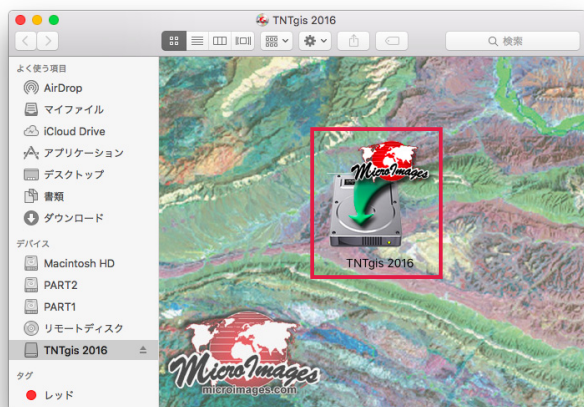 TNTgis 2016
検索
よく使う項目
AirDrop
マイファイル
iCloud Drive
アプリケーション
デスクトップ
書類
ダウンロード
デバイス
Macintosh HD
PART2
PART1
リモートディスク
TNTgis 2016
タグ
レッド
MicroImages
TNTgis 2016
MicroImages
microimages.com